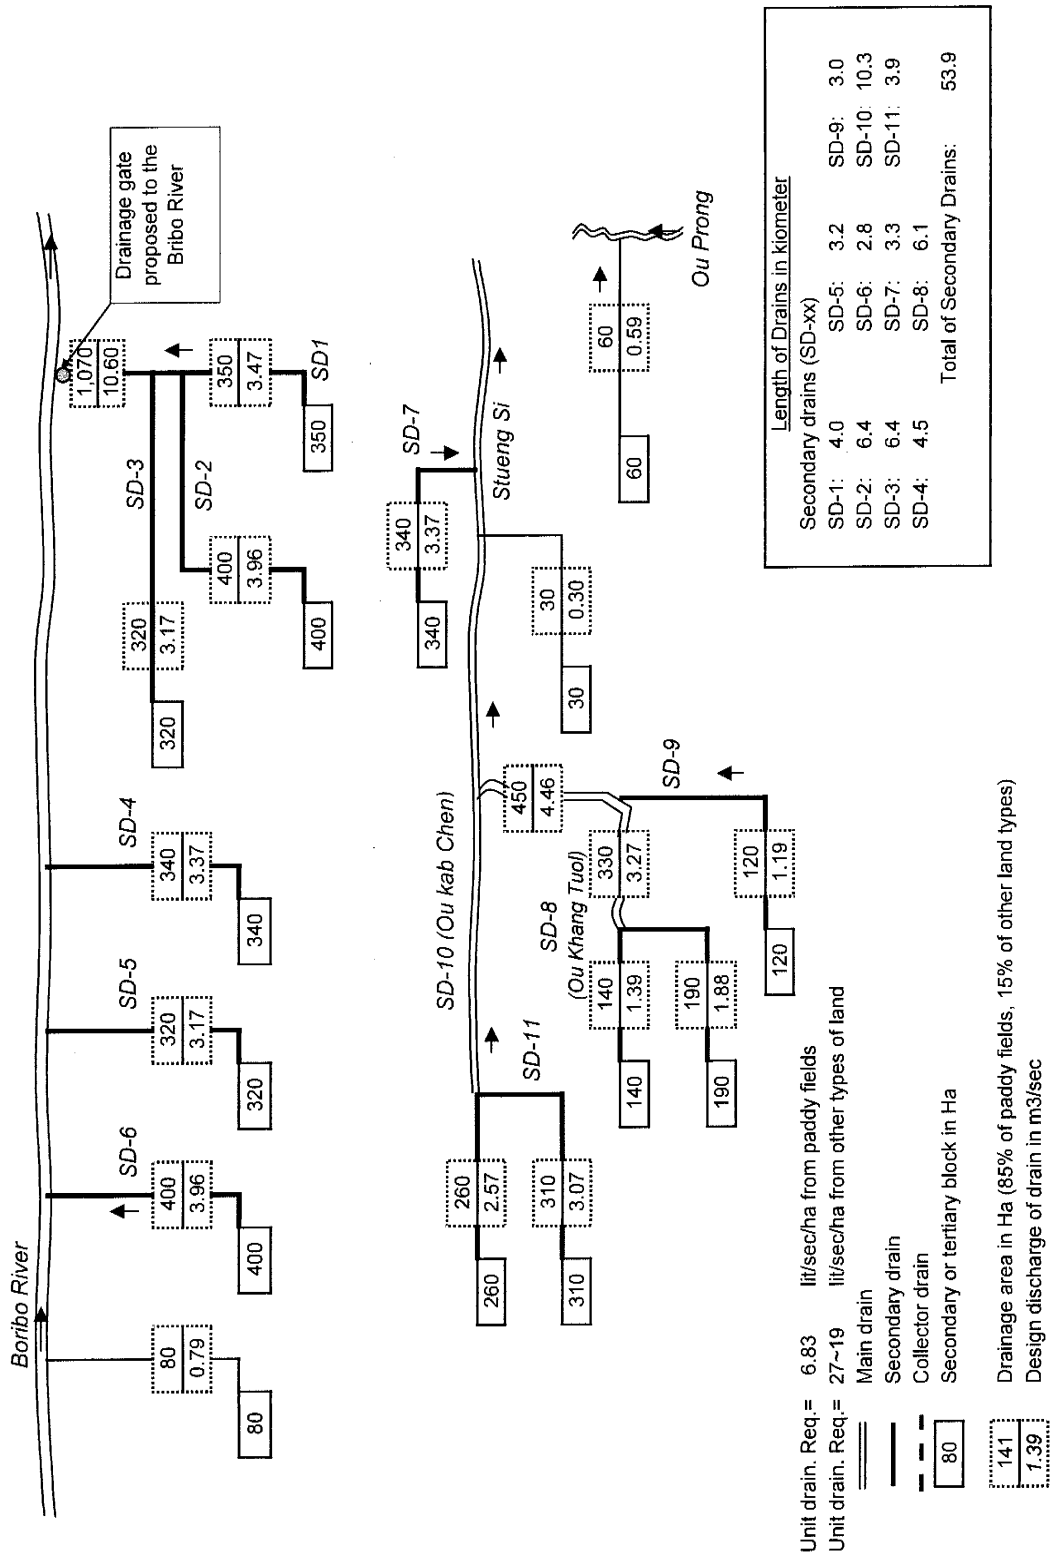 Boribo River
80
0.79
80
SD-6
400
3.96
400
SD-5
320
3.17
320
SD-4
340
3.37
340
SD-3
320
3.17
320
SD-2
400
3.96
400
1,070
10.60
350
3.47
350
SD1
Drainage gate
proposed to the
Bribo River
SD-10 (Ou kab Chen)
Stueng Si
SD-7
340
3.37
340
30
0.30
30
SD-11
260
2.57
260
310
3.07
310
SD-8
(Ou Khang Tuol)
450
4.46
330
3.27
140
1.39
140
190
1.88
190
SD-9
120
1.19
120
60
0.59
60
Ou Prong
Unit drain. Req.= 6.83 lit/sec/ha from paddy fields
Unit drain. Req.= 27~19 lit/sec/ha from other types of land
Main drain
Secondary drain
Collector drain
80 Secondary or tertiary block in Ha
141 Drainage area in Ha (85% of paddy fields, 15% of other land types)
1.39 Design discharge of drain in m3/sec
Length of Drains in kiometer
Secondary drains (SD-xx)
SD-1: 4.0 SD-5: 3.2 SD-9: 3.0
SD-2: 6.4 SD-6: 2.8 SD-10: 10.3
SD-3: 6.4 SD-7: 3.3 SD-11: 3.9
SD-4: 4.5 SD-8: 6.1
Total of Secondary Drains: 53.9